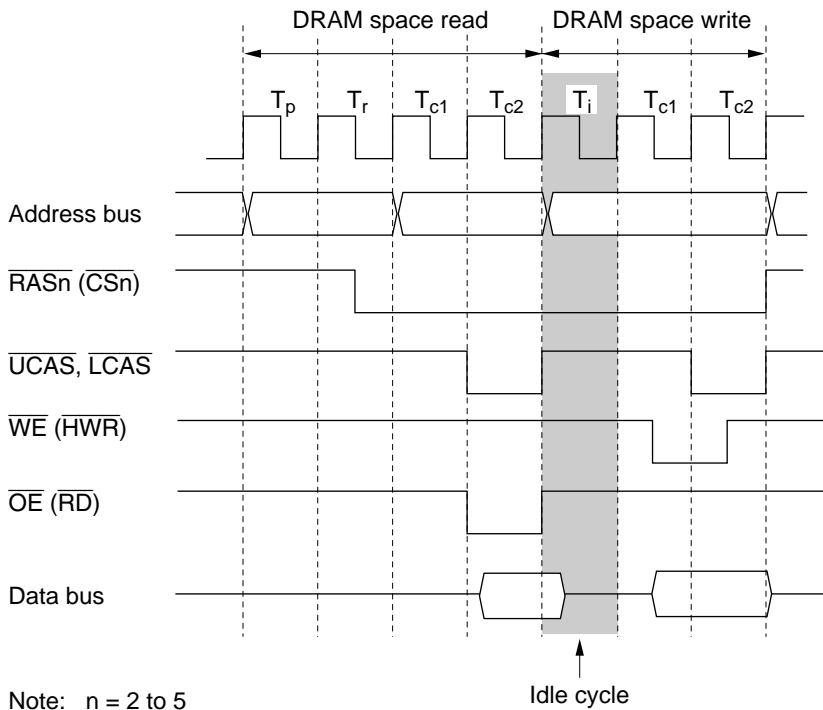 DRAM space read DRAM space write
Tp Tr Tc1 Tc2 Ti Tc1 Tc2
Address bus
RASn (CSn)
UCAS, LCAS
WE (HWR)
OE (RD)
Data bus
Idle cycle
Note: n = 2 to 5